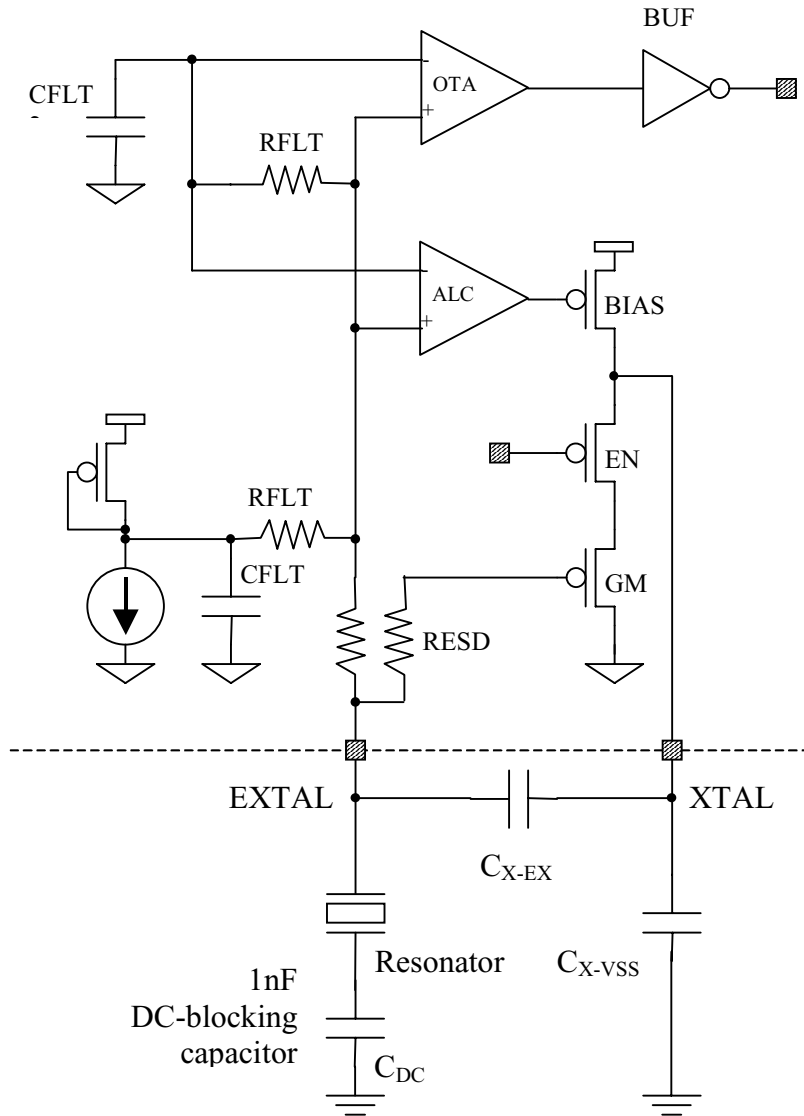 BUF
CFLT
OTA
-
+
RFLT
-
ALC
+
BIAS
EN
RFLT
CFLT
GM
RESD
EXTAL
XTAL
C_X-EX
Resonator
C_X-VSS
1nF
DC-blocking
capacitor
C_DC